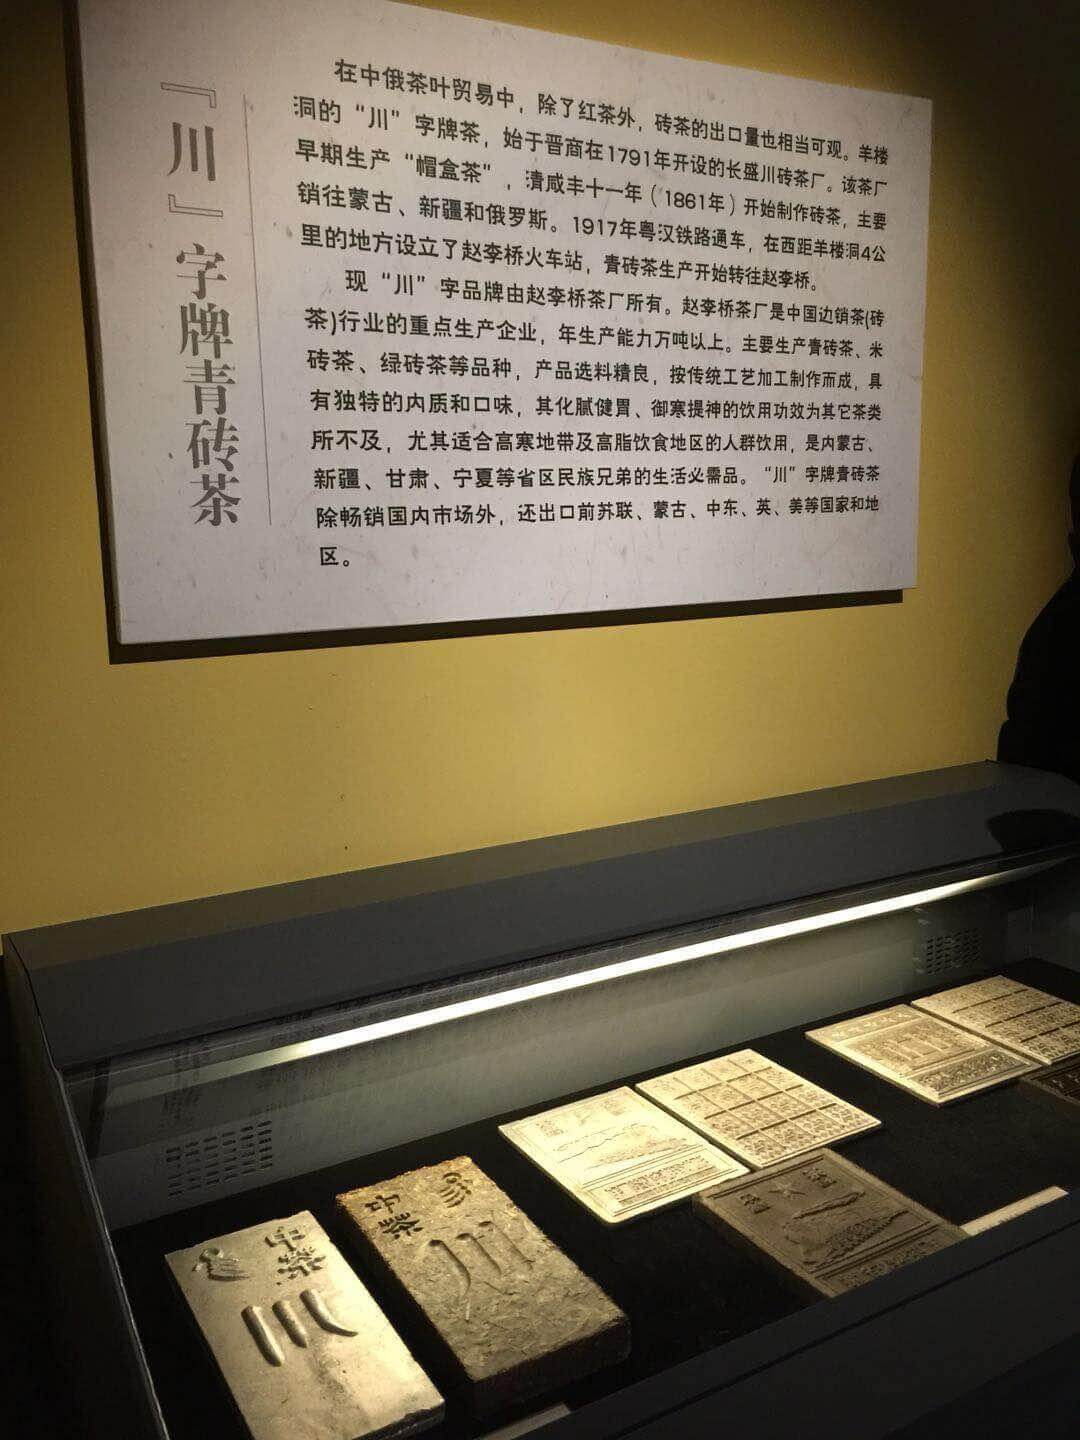 『川』字牌青砖茶
在中俄茶叶贸易中，除了红茶外，砖茶的出口量也相当可观。羊楼
洞的“川”字牌茶，始于晋商在1791年开设的长盛川砖茶厂。该茶厂
早期生产“帽盒茶”，清咸丰十一年（1861年）开始制作砖茶，主要
销往蒙古、新疆和俄罗斯。1917年粤汉铁路通车，在西距羊楼洞4公
里的地方设立了赵李桥火车站，青砖茶生产开始转往赵李桥。
现“川”字品牌由赵李桥茶厂所有。赵李桥茶厂是中国边销茶(砖
茶)行业的重点生产企业，年生产能力万吨以上。主要生产青砖茶、米
砖茶、绿砖茶等品种，产品选料精良，按传统工艺加工制作而成，具
有独特的内质和口味，其化腻健胃、御寒提神的饮用功效为其它茶类
所不及，尤其适合高寒地带及高脂饮食地区的人群饮用，是内蒙古、
新疆、甘肃、宁夏等省区民族兄弟的生活必需品。“川”字牌青砖茶
除畅销国内市场外，还出口前苏联、蒙古、中东、英、美等国家和地
区。
中茶
川
中茶
川